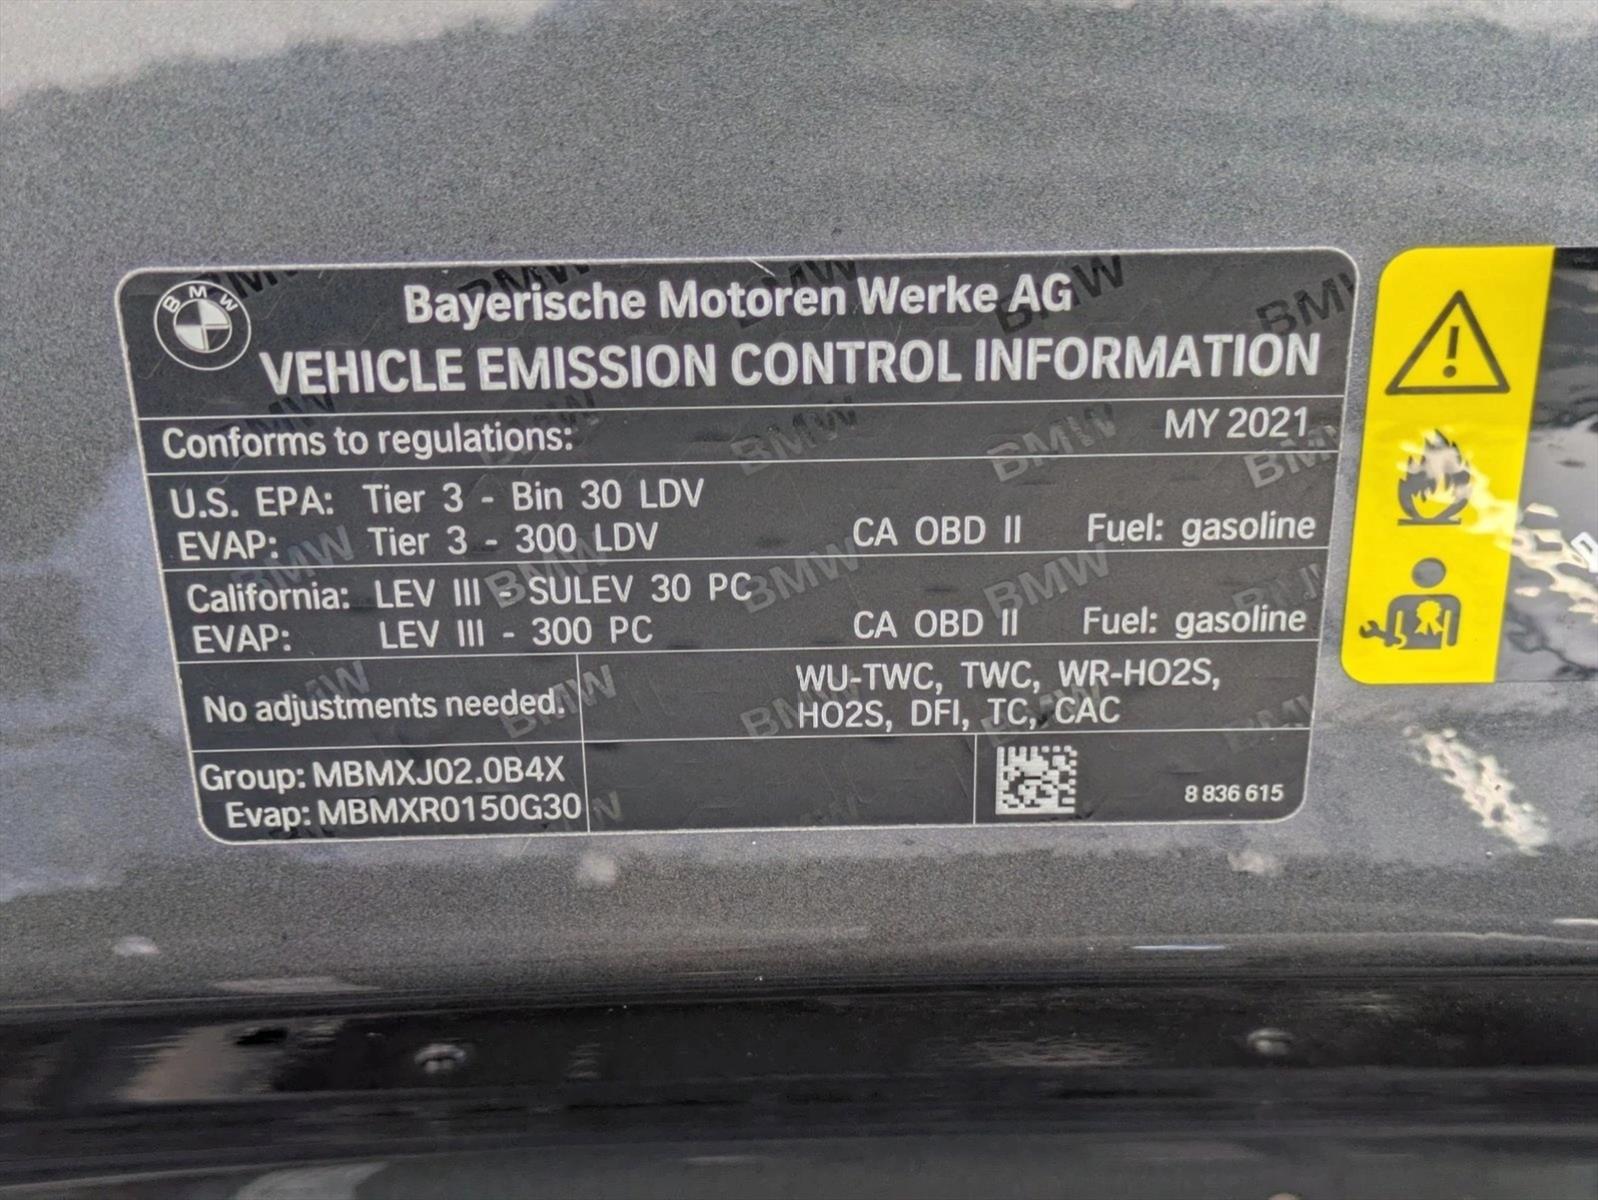 BMW
Bayerische Motoren Werke AG
VEHICLE EMISSION CONTROL INFORMATION
Conforms to regulations: MY 2021
U.S. EPA: Tier 3 - Bin 30 LDV
EVAP: Tier 3 - 300 LDV CA OBD II Fuel: gasoline
California: LEV III - SULEV 30 PC
EVAP: LEV III - 300 PC CA OBD II Fuel: gasoline
No adjustments needed.
WU-TWC, TWC, WR-HO2S,
HO2S, DFI, TC, CAC
Group: MBMXJ02.0B4X
Evap: MBMXR0150G30
8 836 615